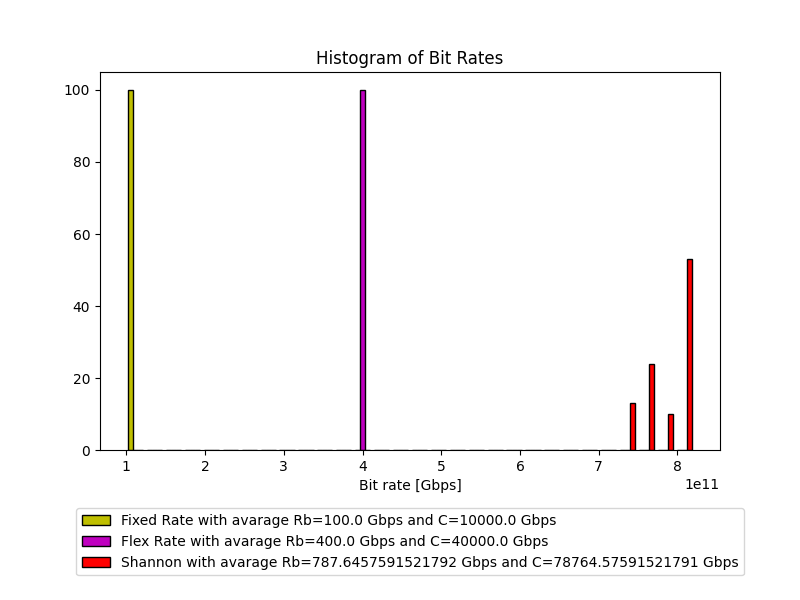 Histogram of Bit Rates
100
80
60
40
20
0
1 2 3 4 5 6 7 8
1e11
Bit rate [Gbps]
Fixed Rate with avarage Rb=100.0 Gbps and C=10000.0 Gbps
Flex Rate with avarage Rb=400.0 Gbps and C=40000.0 Gbps
Shannon with avarage Rb=787.6457591521792 Gbps and C=78764.57591521791 Gbps